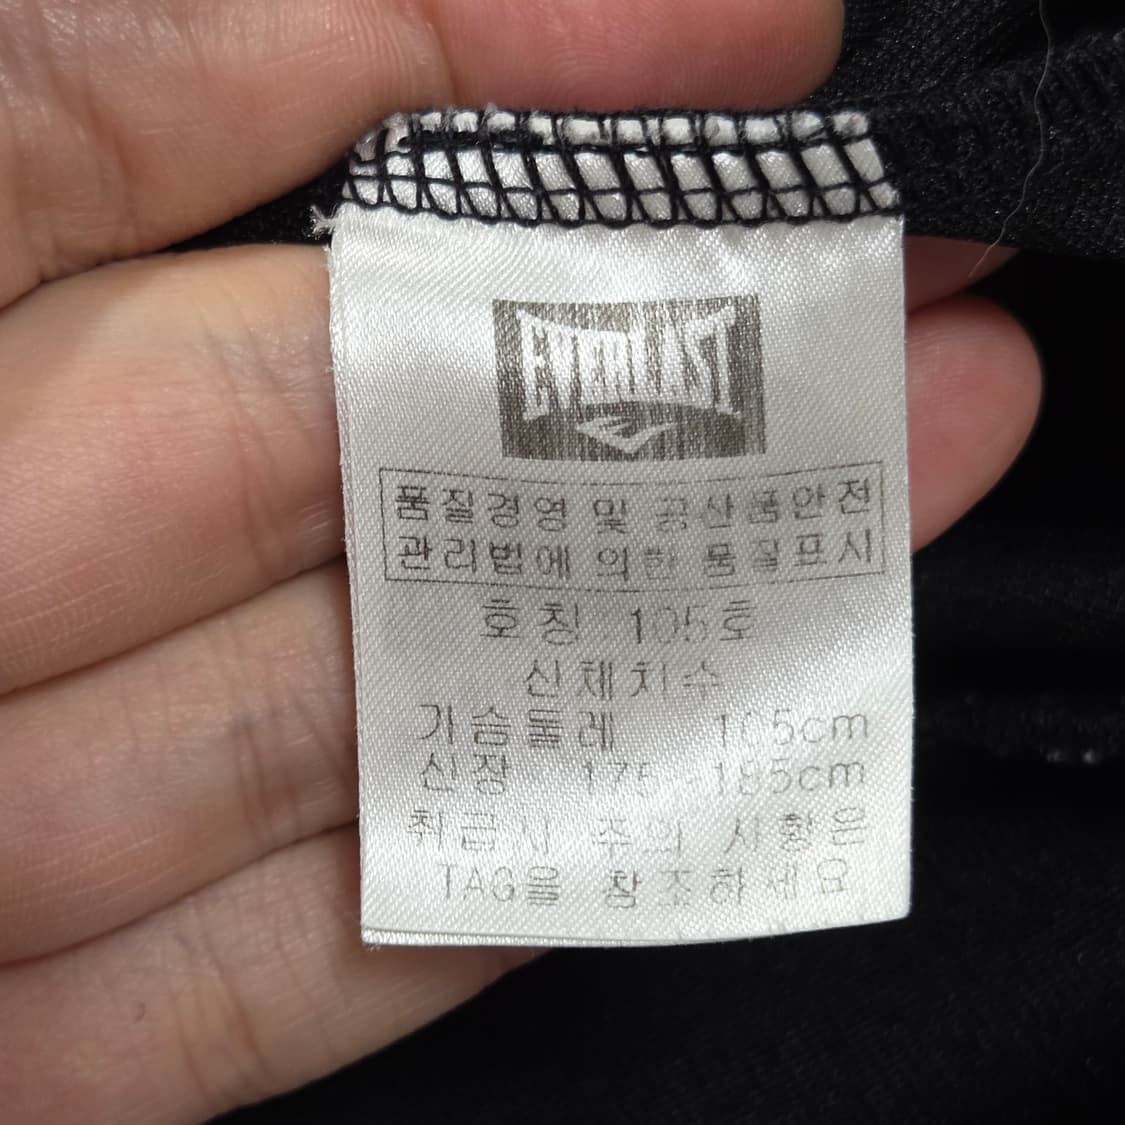 EVERLAST
품질경영 및 공산품안전
관리법에 의한 품질표시
호칭 : 105호
신체치수
가슴둘레 105cm
신장 175~185cm
취급시 주의 사항은
TAG을 참조하세요